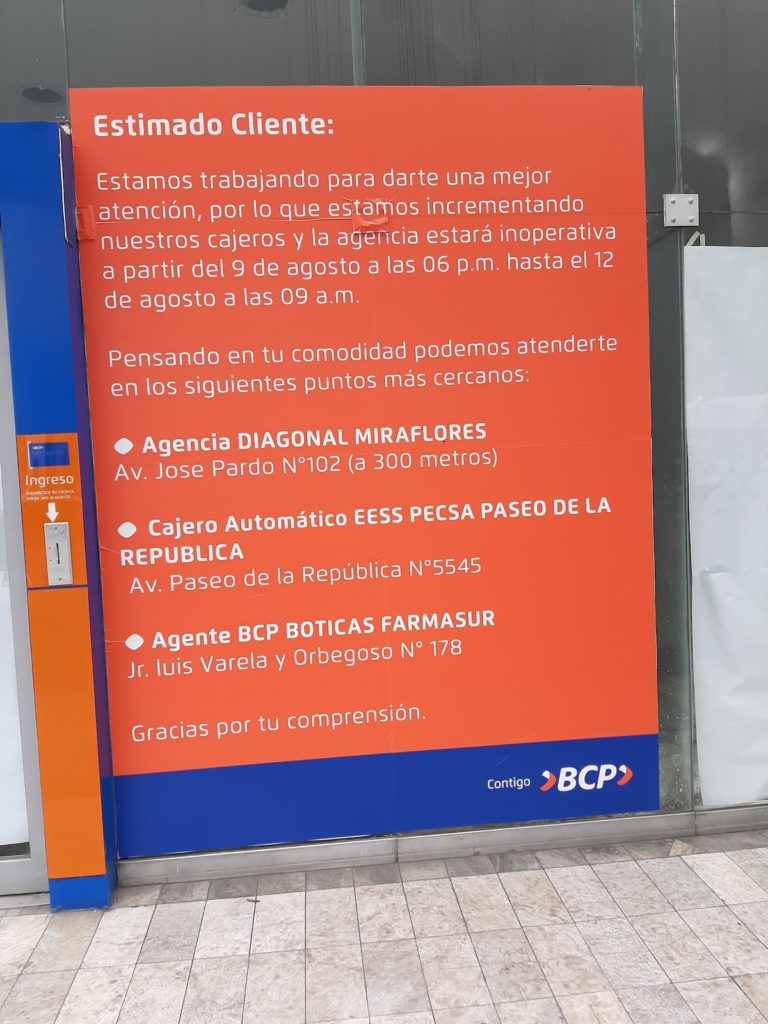 Estimado Cliente:
Estamos trabajando para darte una mejor
atención, por lo que estamos incrementando
nuestros cajeros y la agencia estará inoperativa
a partir del 9 de agosto a las 06 p.m. hasta el 12
de agosto a las 09 a.m.
Pensando en tu comodidad podemos atenderte
en los siguientes puntos más cercanos:
Agencia DIAGONAL MIRAFLORES
Av. Jose Pardo N°102 (a 300 metros)
Cajero Automático EESS PECSA PASEO DE LA
REPUBLICA
Av. Paseo de la República N°5545
Agente BCP BOTICAS FARMASUR
Jr. luis Varela y Orbegoso N° 178
Gracias por tu comprensión.
Contigo BCP
BCP
Ingreso